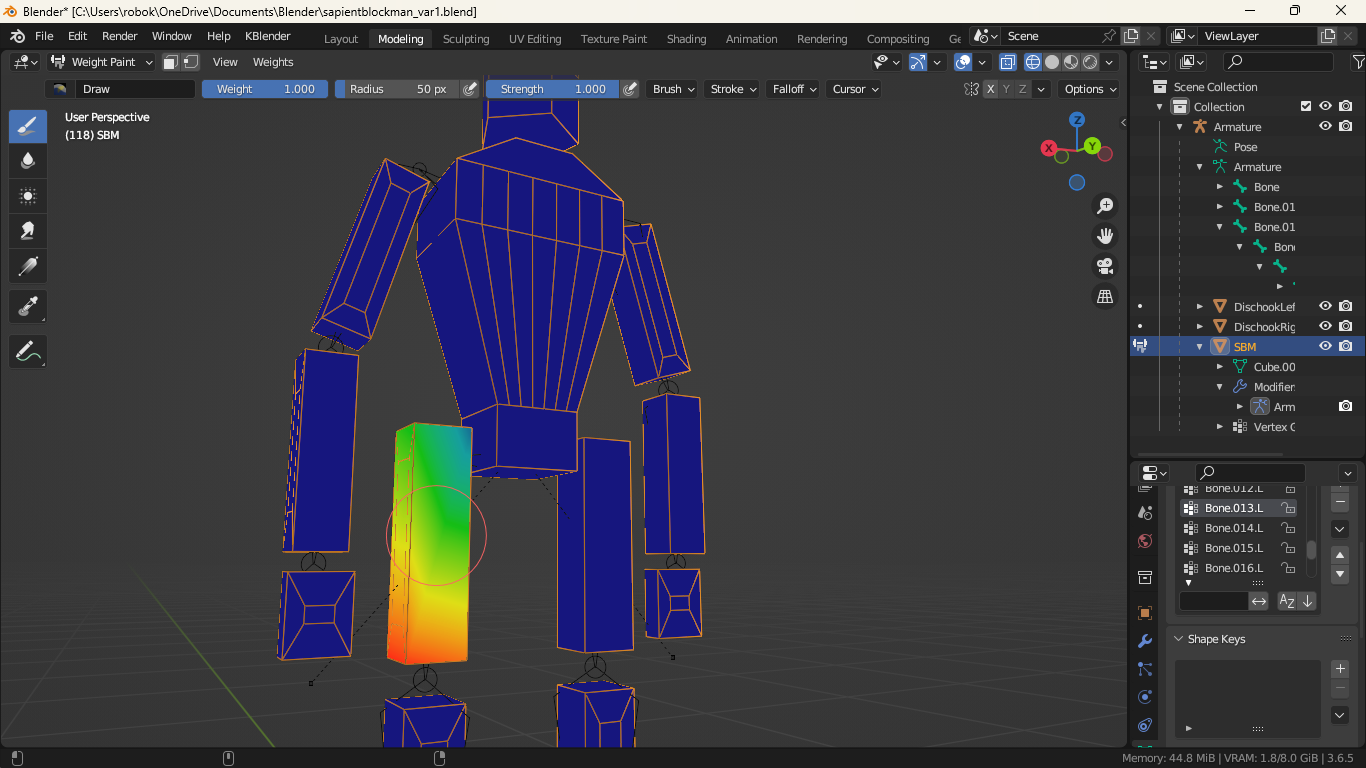 Blender* [C:\Users\robok\OneDrive\Documents\Blender\sapientblockman_var1.blend]
File Edit Render Window Help KBlender Layout Modeling Sculpting UV Editing Texture Paint Shading Animation Rendering Compositing Ge Scene ViewLayer
Weight Paint View Weights
Draw Weight 1.000 Radius 50 px Strength 1.000 Brush Stroke Falloff Cursor X Y Z Options
User Perspective
(118) SBM
Z
X Y
Scene Collection
Collection
Armature
Pose
Armature
Bone
Bone.01
Bone.01
Bone
DischookLef
DischookRig
SBM
Cube.00
Modifier
Arm
Vertex G
Bone.012.L
Bone.013.L
Bone.014.L
Bone.015.L
Bone.016.L
AZ
Shape Keys
Memory: 44.8 MiB | VRAM: 1.8/8.0 GiB | 3.6.5